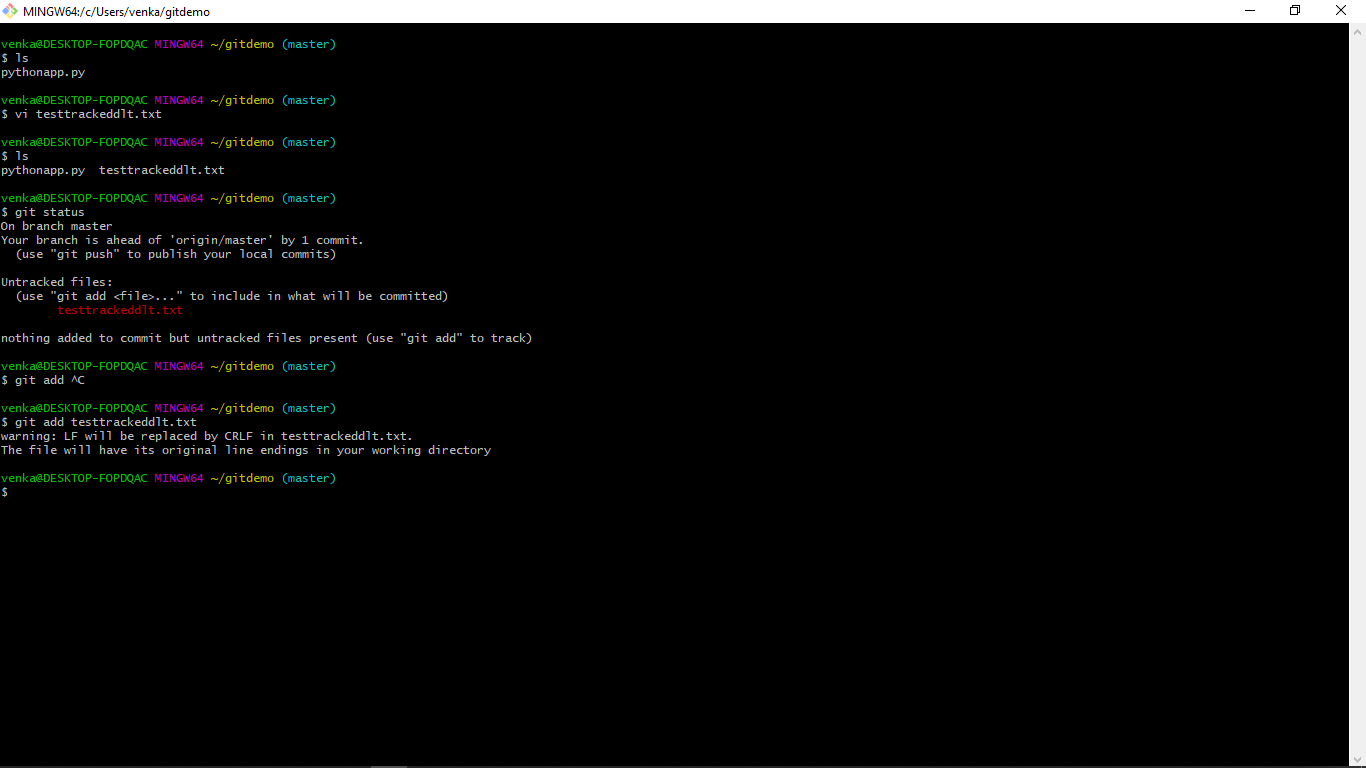 MINGW64:/c/Users/venka/gitdemo
venka@DESKTOP-FOPDQAC MINGW64 ~/gitdemo (master)
$ ls
pythonapp.py
venka@DESKTOP-FOPDQAC MINGW64 ~/gitdemo (master)
$ vi testtrackeddlt.txt
venka@DESKTOP-FOPDQAC MINGW64 ~/gitdemo (master)
$ ls
pythonapp.py  testtrackeddlt.txt
venka@DESKTOP-FOPDQAC MINGW64 ~/gitdemo (master)
$ git status
On branch master
Your branch is ahead of 'origin/master' by 1 commit.
  (use "git push" to publish your local commits)
Untracked files:
  (use "git add <file>..." to include in what will be committed)
        testtrackeddlt.txt
nothing added to commit but untracked files present (use "git add" to track)
venka@DESKTOP-FOPDQAC MINGW64 ~/gitdemo (master)
$ git add ^C
venka@DESKTOP-FOPDQAC MINGW64 ~/gitdemo (master)
$ git add testtrackeddlt.txt
warning: LF will be replaced by CRLF in testtrackeddlt.txt.
The file will have its original line endings in your working directory
venka@DESKTOP-FOPDQAC MINGW64 ~/gitdemo (master)
$